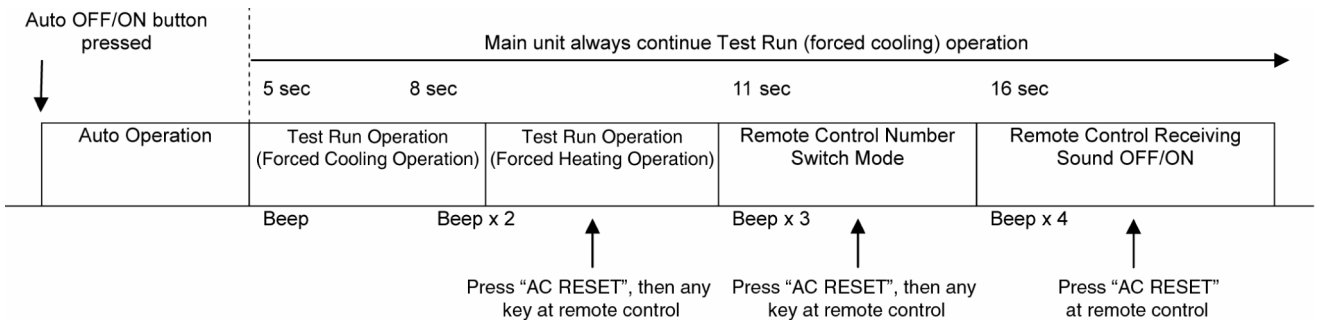 Auto OFF/ON button
pressed
Main unit always continue Test Run (forced cooling) operation
5 sec
8 sec
11 sec
16 sec
Auto Operation
Test Run Operation
(Forced Cooling Operation)
Test Run Operation
(Forced Heating Operation)
Remote Control Number
Switch Mode
Remote Control Receiving
Sound OFF/ON
Beep
Beep x 2
Beep x 3
Beep x 4
Press “AC RESET”, then any
key at remote control
Press “AC RESET”, then any
key at remote control
Press “AC RESET”
at remote control